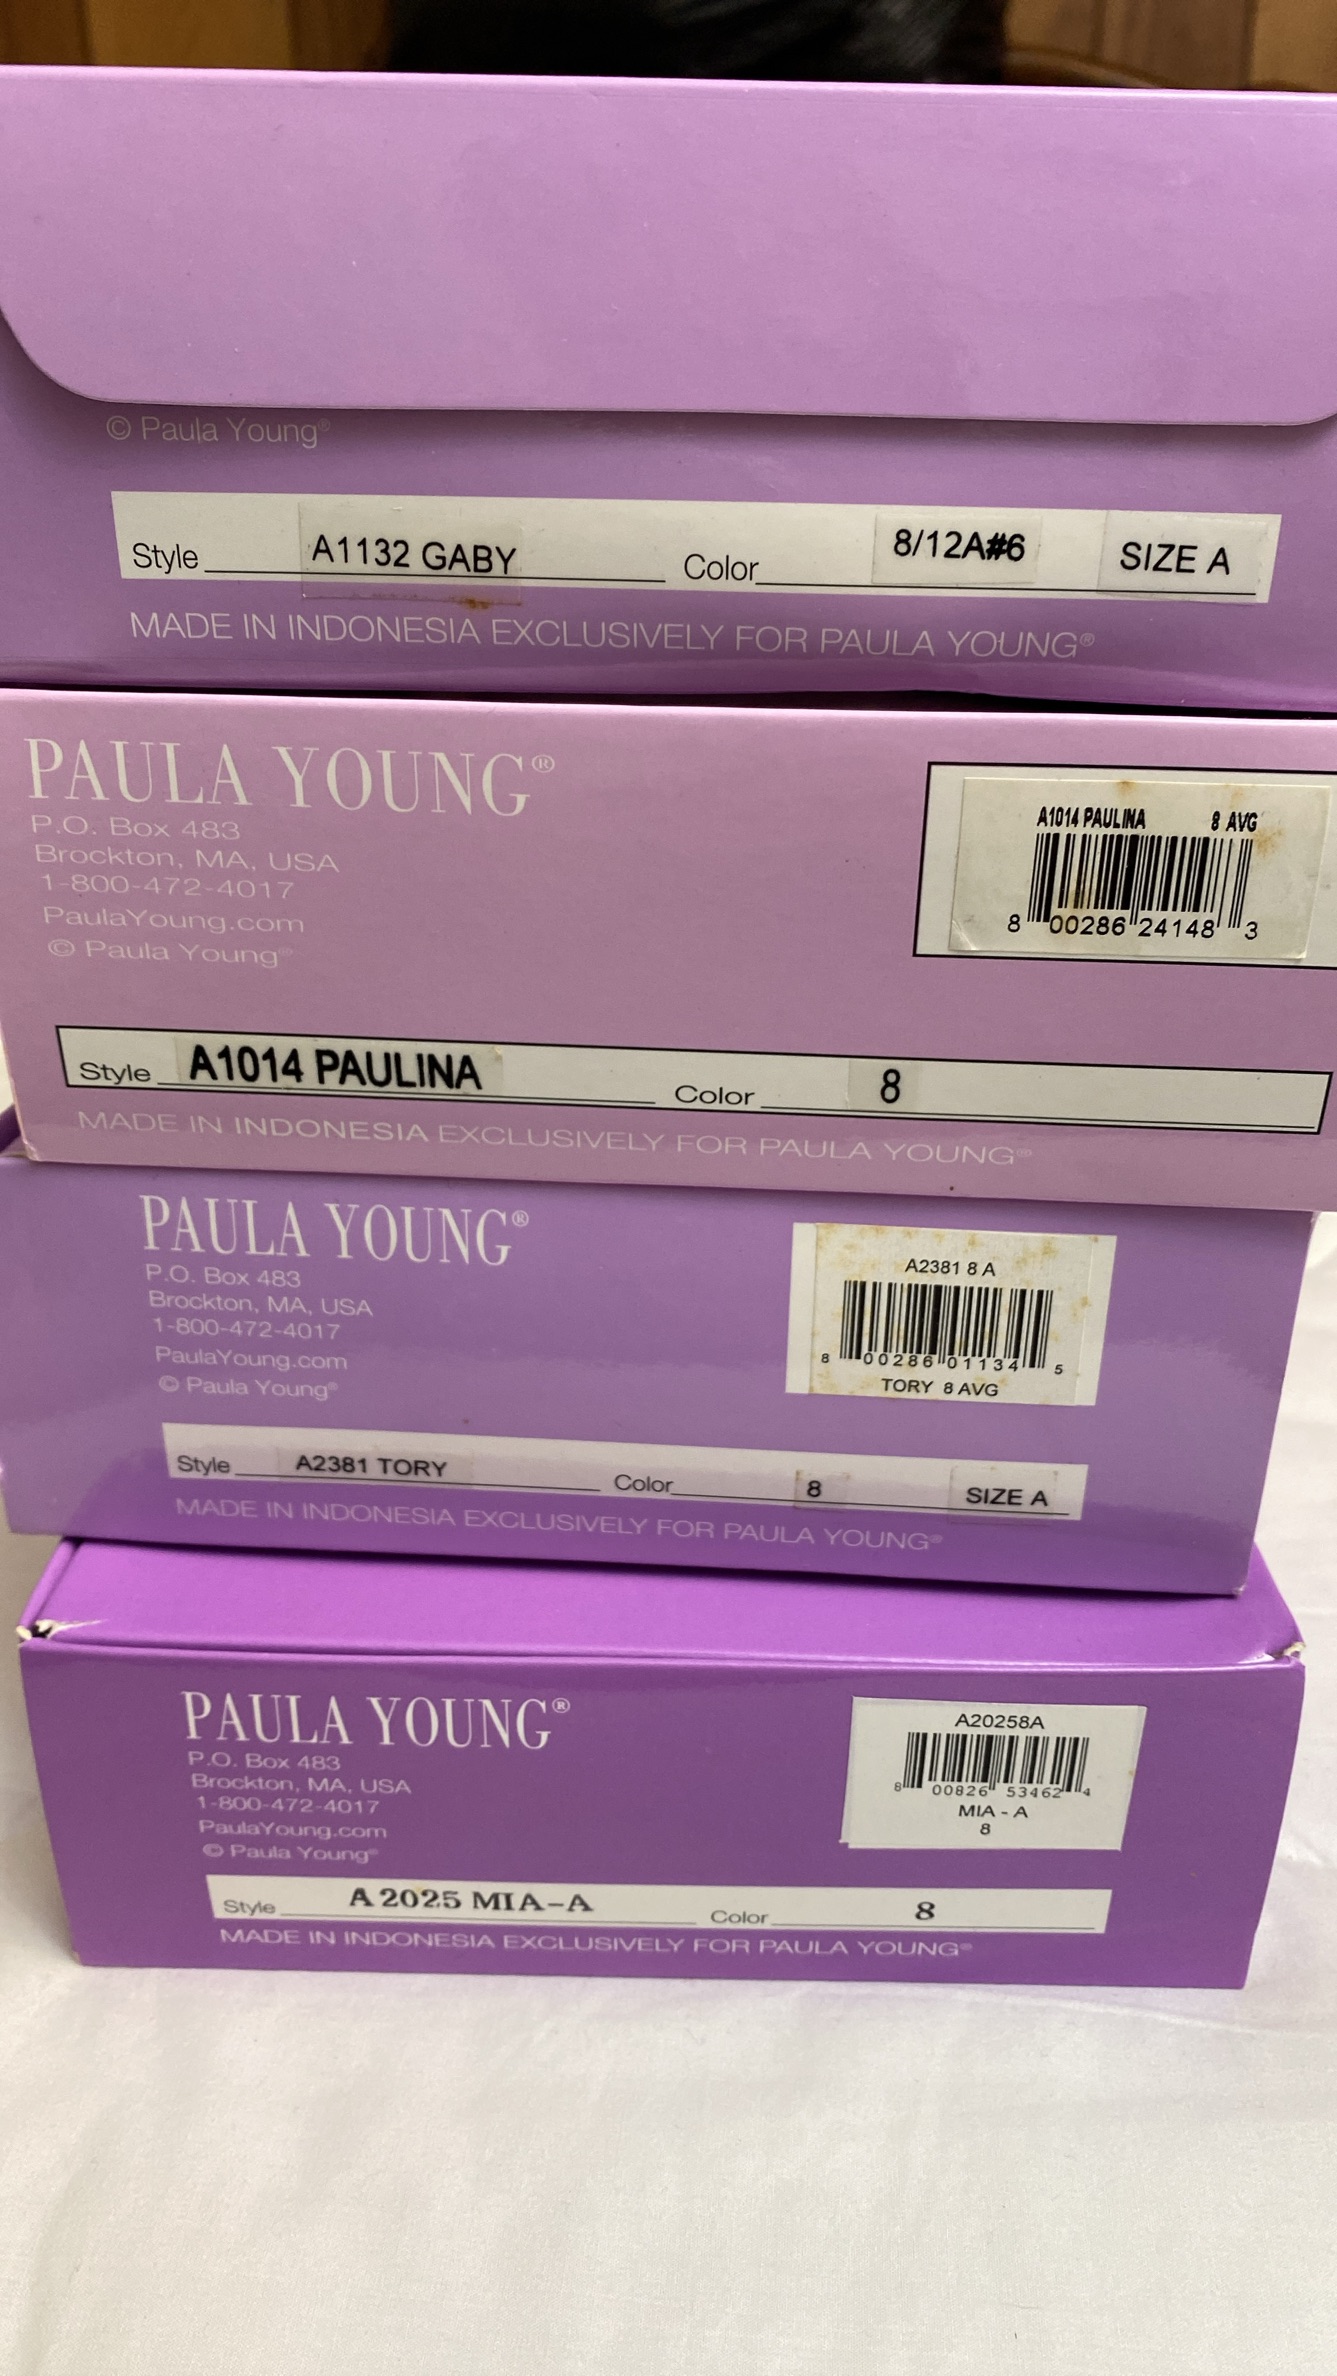 © Paula Young®
Style A1132 GABY Color 8/12A#6 SIZE A
MADE IN INDONESIA EXCLUSIVELY FOR PAULA YOUNG®
PAULA YOUNG®
P.O. Box 483
Brockton, MA, USA
1-800-472-4017
PaulaYoung.com
© Paula Young®
A1014 PAULINA 8 AVG
8 00286 24148 3
Style A1014 PAULINA Color 8
MADE IN INDONESIA EXCLUSIVELY FOR PAULA YOUNG®
PAULA YOUNG®
P.O. Box 483
Brockton, MA, USA
1-800-472-4017
PaulaYoung.com
© Paula Young®
A2381 8 A
8 00286 01134 5
TORY 8 AVG
Style A2381 TORY Color 8 SIZE A
MADE IN INDONESIA EXCLUSIVELY FOR PAULA YOUNG®
PAULA YOUNG®
P.O. Box 483
Brockton, MA, USA
1-800-472-4017
PaulaYoung.com
© Paula Young®
A20258A
8 00826 53462 4
MIA - A
8
Style A 2025 MIA-A Color 8
MADE IN INDONESIA EXCLUSIVELY FOR PAULA YOUNG®